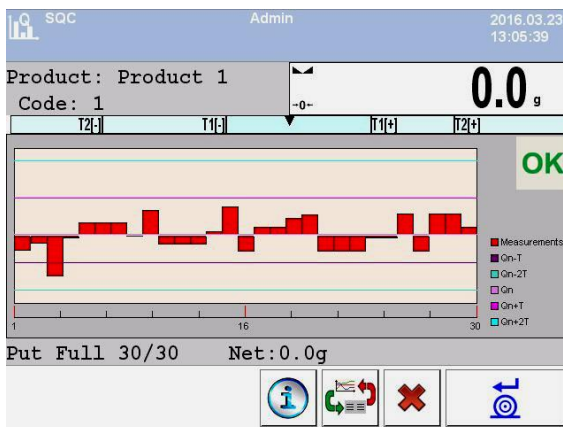 SQC Admin 2016.03.23
13:05:39
Product: Product 1
Code: 1
→0← 0.0 g
T2[-] T1[-] T1[+] T2[+]
OK
Measurements
Qn-T
Qn-2T
Qn
Qn+T
Qn+2T
1 16 30
Put Full 30/30 Net:0.0g